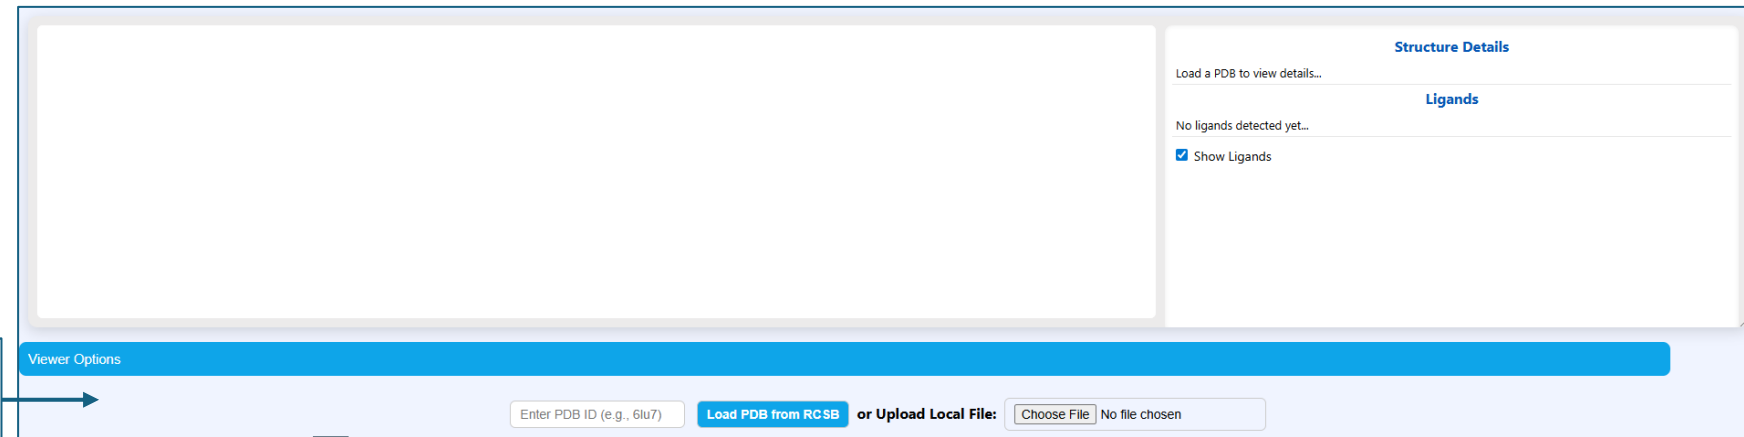 Structure Details
Load a PDB to view details...
Ligands
No ligands detected yet...
Show Ligands
Viewer Options
Enter PDB ID (e.g., 6lu7) Load PDB from RCSB or Upload Local File: Choose File No file chosen